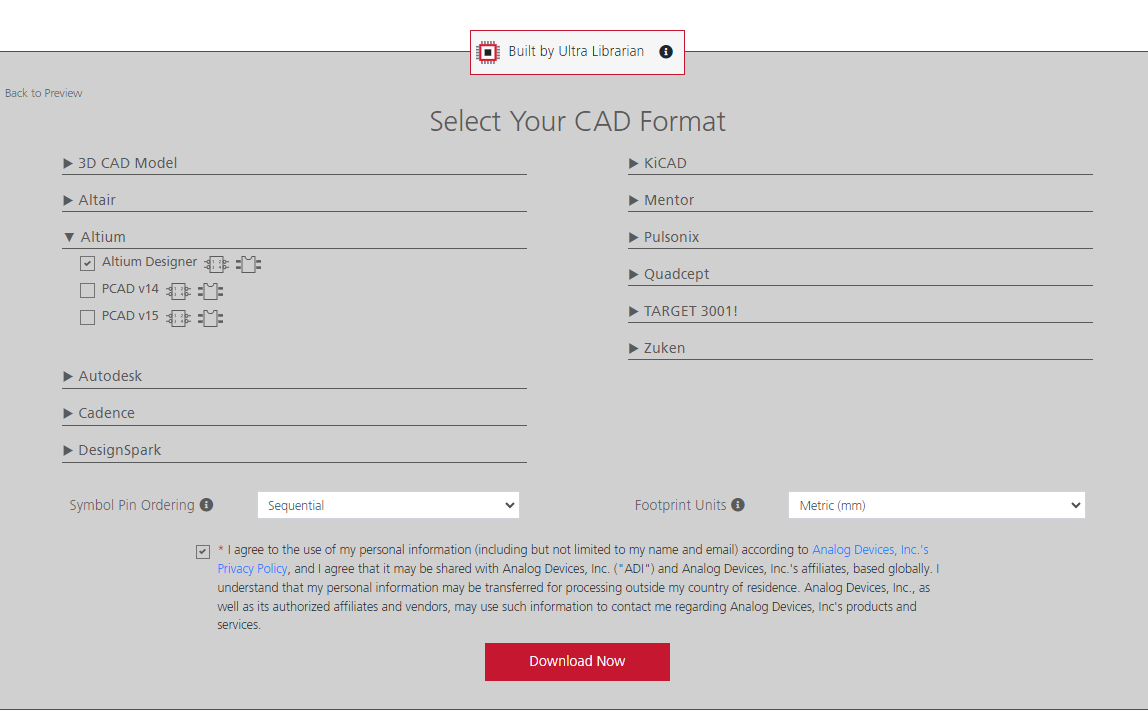 Built by Ultra Librarian
Back to Preview
Select Your CAD Format
3D CAD Model
Altair
Altium
Altium Designer
PCAD v14
PCAD v15
Autodesk
Cadence
DesignSpark
KiCAD
Mentor
Pulsonix
Quadcept
TARGET 3001!
Zuken
Symbol Pin Ordering
Sequential
Footprint Units
Metric (mm)
* I agree to the use of my personal information (including but not limited to my name and email) according to Analog Devices, Inc.'s
Privacy Policy, and I agree that it may be shared with Analog Devices, Inc. ("ADI") and Analog Devices, Inc.'s affiliates, based globally. I
understand that my personal information may be transferred for processing outside my country of residence. Analog Devices, Inc., as
well as its authorized affiliates and vendors, may use such information to contact me regarding Analog Devices, Inc's products and
services.
Download Now